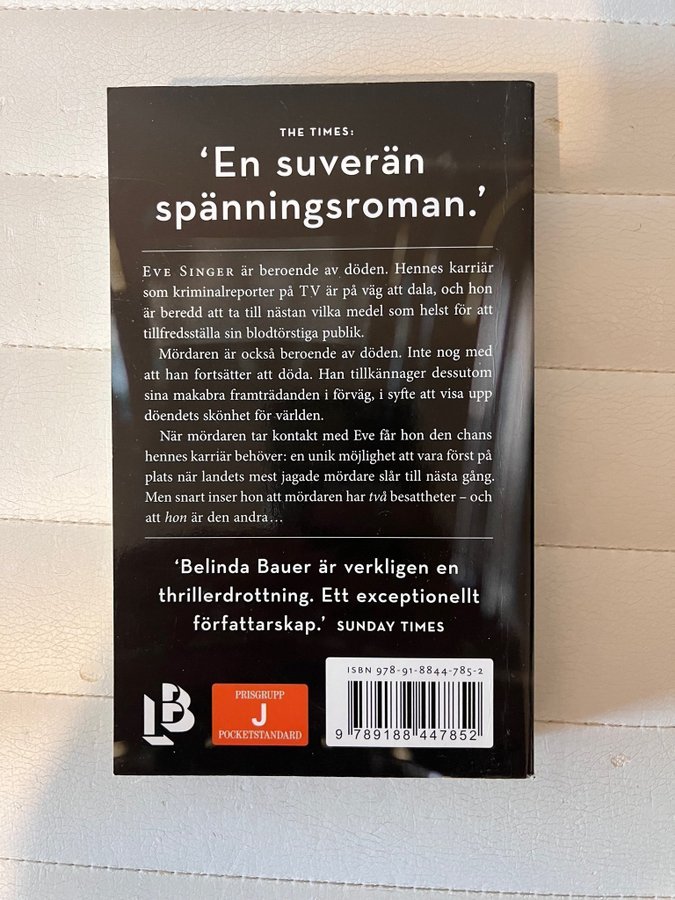 THE TIMES:
‘En suverän
spänningsroman.’
EVE SINGER är beroende av döden. Hennes karriär
som kriminalreporter på TV är på väg att dala, och hon
är beredd att ta till nästan vilka medel som helst för att
tillfredsställa sin blodtörstiga publik.
Mördaren är också beroende av döden. Inte nog med
att han fortsätter att döda. Han tillkännager dessutom
sina makabra framträdanden i förväg, i syfte att visa upp
döendets skönhet för världen.
När mördaren tar kontakt med Eve får hon den chans
hennes karriär behöver: en unik möjlighet att vara först på
plats när landets mest jagade mördare slår till nästa gång.
Men snart inser hon att mördaren har två besattheter – och
att hon är den andra…
‘Belinda Bauer är verkligen en
thrillerdrottning. Ett exceptionellt
författarskap.’ SUNDAY TIMES
ISBN 978-91-8844-785-2
LB
PRISGRUPP
J
POCKETSTANDARD
9 789188 447852